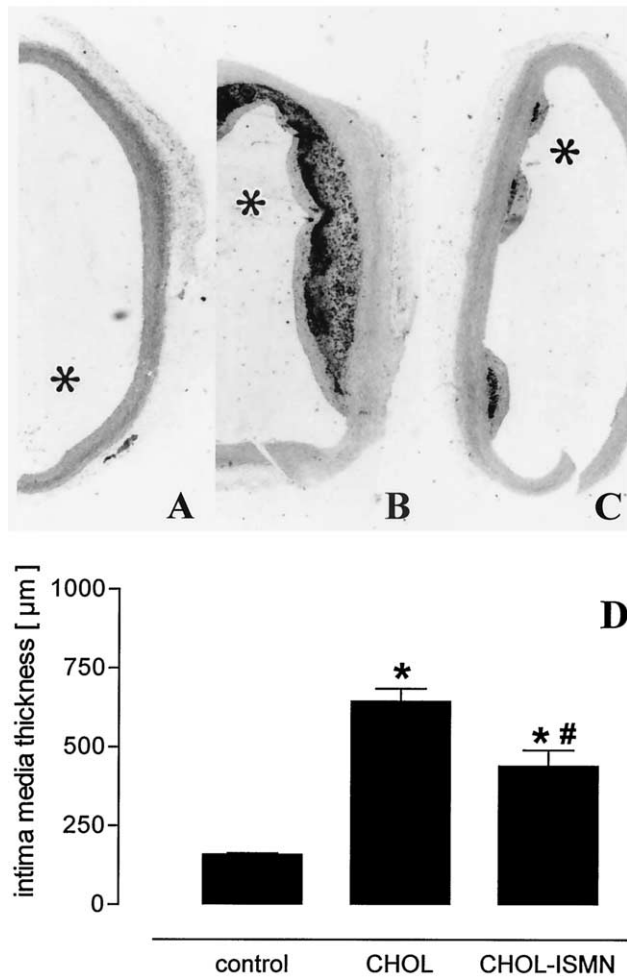 *
*
*
A
B
C
D
intima media thickness [ µm ]
1000
750
500
250
0
*
* #
control
CHOL
CHOL-ISMN